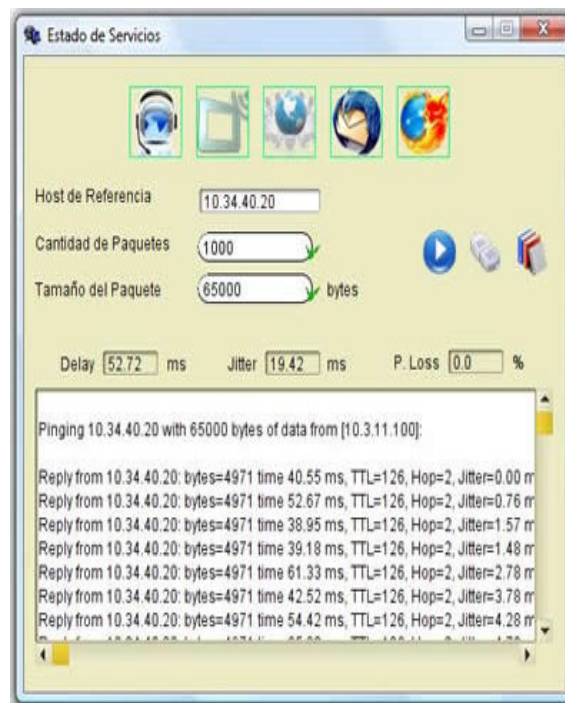 Estado de Servicios
Host de Referencia 10.34.40.20
Cantidad de Paquetes 1000
Tamaño del Paquete 65000 bytes
Delay 52.72 ms Jitter 19.42 ms P. Loss 0.0 %
Pinging 10.34.40.20 with 65000 bytes of data from [10.3.11.100]:
Reply from 10.34.40.20: bytes=4971 time 40.55 ms, TTL=126, Hop=2, Jitter=0.00 m
Reply from 10.34.40.20: bytes=4971 time 52.67 ms, TTL=126, Hop=2, Jitter=0.76 m
Reply from 10.34.40.20: bytes=4971 time 38.95 ms, TTL=126, Hop=2, Jitter=1.57 m
Reply from 10.34.40.20: bytes=4971 time 39.18 ms, TTL=126, Hop=2, Jitter=1.48 m
Reply from 10.34.40.20: bytes=4971 time 61.33 ms, TTL=126, Hop=2, Jitter=2.78 m
Reply from 10.34.40.20: bytes=4971 time 42.52 ms, TTL=126, Hop=2, Jitter=3.78 m
Reply from 10.34.40.20: bytes=4971 time 54.42 ms, TTL=126, Hop=2, Jitter=4.28 m